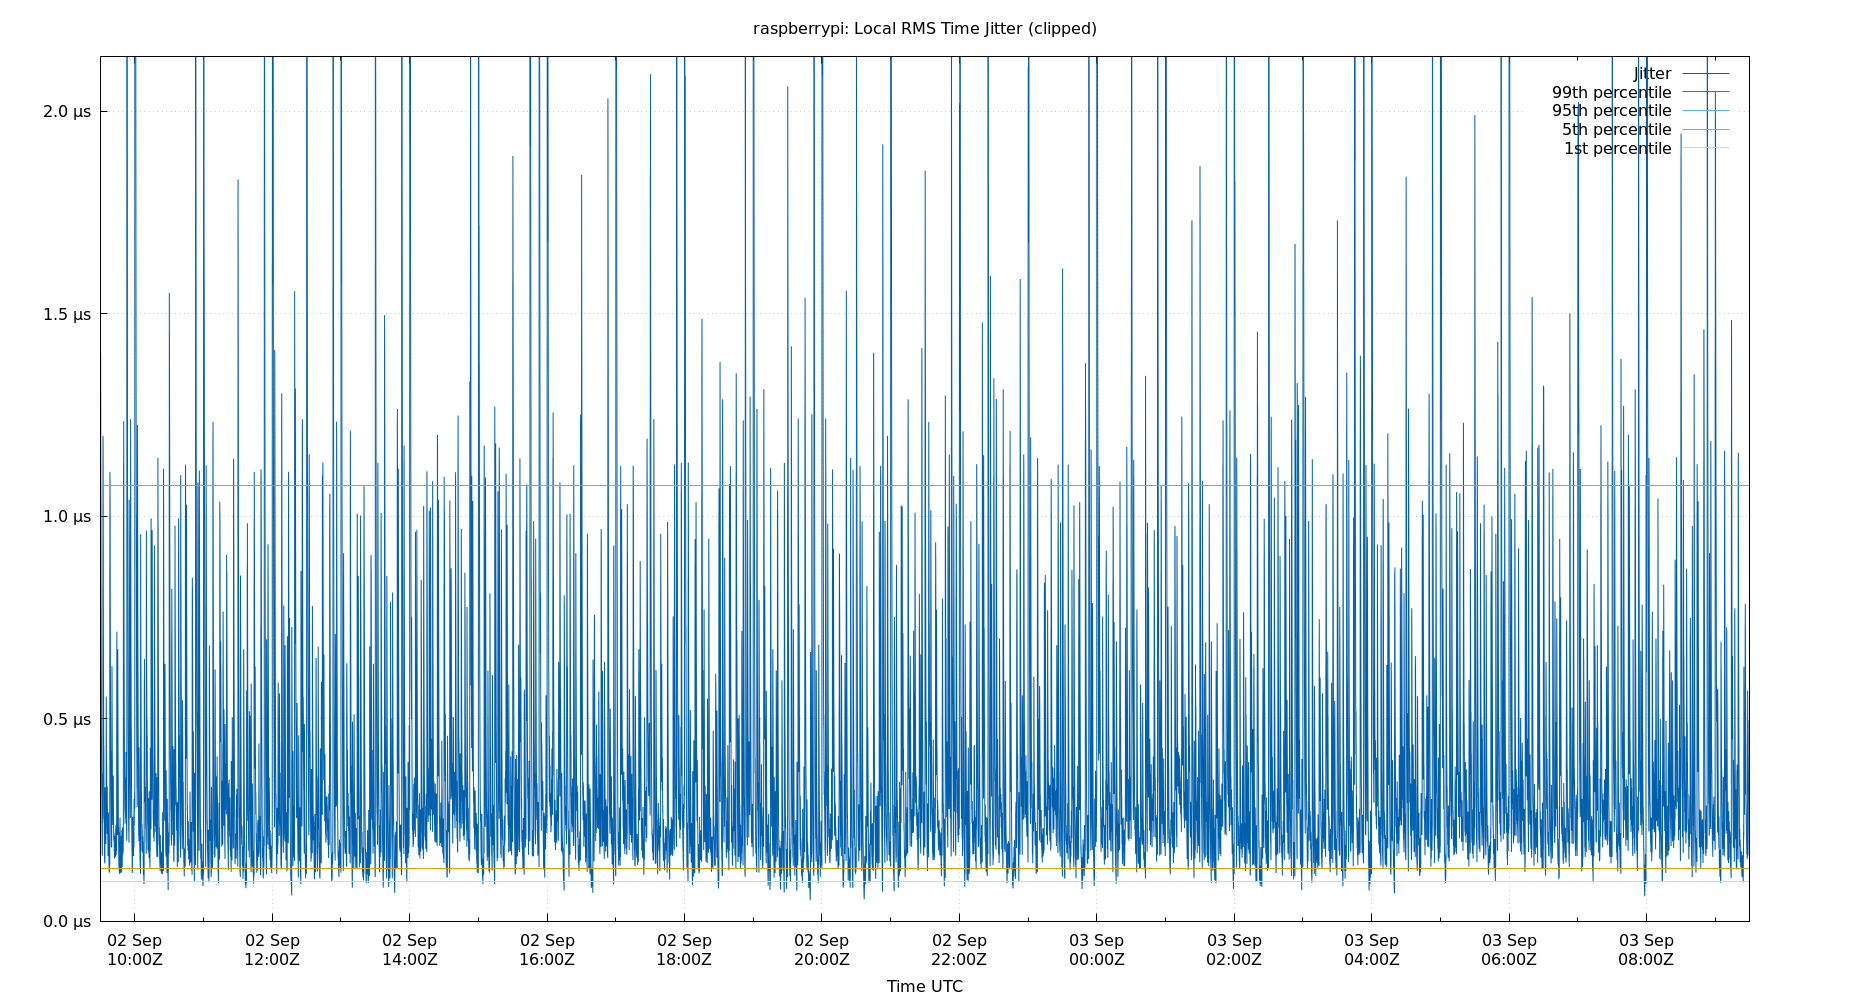 raspberrypi: Local RMS Time Jitter (clipped)
Jitter
99th percentile
95th percentile
5th percentile
1st percentile
2.0 µs
1.5 µs
1.0 µs
0.5 µs
0.0 µs
02 Sep 02 Sep 02 Sep 02 Sep 02 Sep 02 Sep 02 Sep 03 Sep 03 Sep 03 Sep 03 Sep 03 Sep
10:00Z 12:00Z 14:00Z 16:00Z 18:00Z 20:00Z 22:00Z 00:00Z 02:00Z 04:00Z 06:00Z 08:00Z
Time UTC